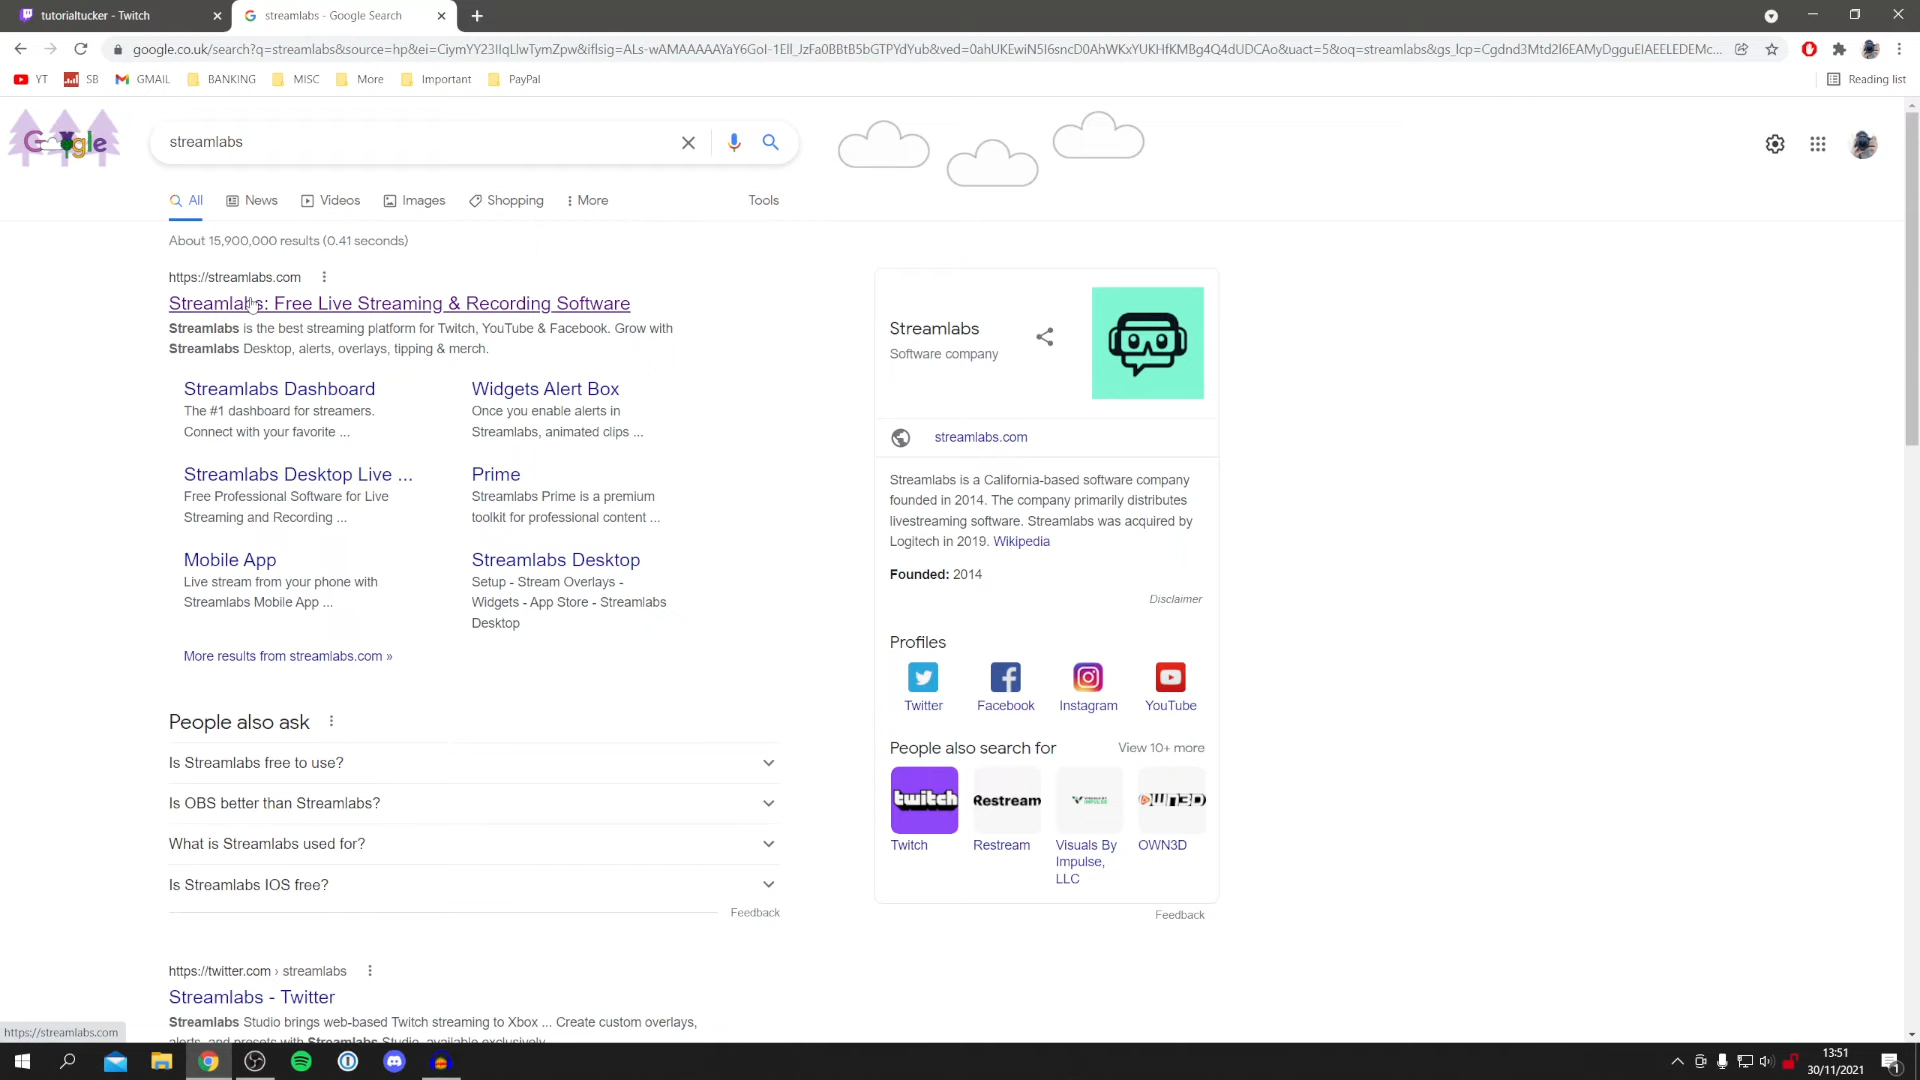 tutorialtucker - Twitch
streamlabs - Google Search
google.co.uk/search?q=streamlabs&source=hp&ei=
YT
SB
GMAIL
BANKING
MISC
More
Important
PayPal
Reading list
Google
streamlabs
All
News
Videos
Images
Shopping
More
Tools
About 15,900,000 results (0.41 seconds)
https://streamlabs.com
Streamlabs: Free Live Streaming & Recording Software
Streamlabs is the best streaming platform for Twitch, YouTube & Facebook. Grow with
Streamlabs Desktop, alerts, overlays, tipping & merch.
Streamlabs Dashboard
The #1 dashboard for streamers.
Connect with your favorite ...
Widgets Alert Box
Once you enable alerts in
Streamlabs, animated clips ...
Streamlabs Desktop Live ...
Free Professional Software for Live
Streaming and Recording ...
Prime
Streamlabs Prime is a premium
toolkit for professional content ...
Mobile App
Live stream from your phone with
Streamlabs Mobile App ...
Streamlabs Desktop
Setup - Stream Overlays -
Widgets - App Store - Streamlabs
Desktop
More results from streamlabs.com »
People also ask
Is Streamlabs free to use?
Is OBS better than Streamlabs?
What is Streamlabs used for?
Is Streamlabs IOS free?
Feedback
https://twitter.com › streamlabs
Streamlabs - Twitter
Streamlabs Studio brings web-based Twitch streaming to Xbox ... Create custom overlays,
alerts, and presets with Streamlabs Studio, available exclusively
Streamlabs
Software company
streamlabs.com
Streamlabs is a California-based software company
founded in 2014. The company primarily distributes
livestreaming software. Streamlabs was acquired by
Logitech in 2019. Wikipedia
Founded: 2014
Disclaimer
Profiles
Twitter
Facebook
Instagram
YouTube
People also search for
View 10+ more
twitch
Restream
OWN3D
Twitch
Restream
Visuals By
Impulse,
LLC
OWN3D
Feedback
https://streamlabs.com
13:51
30/11/2021
1